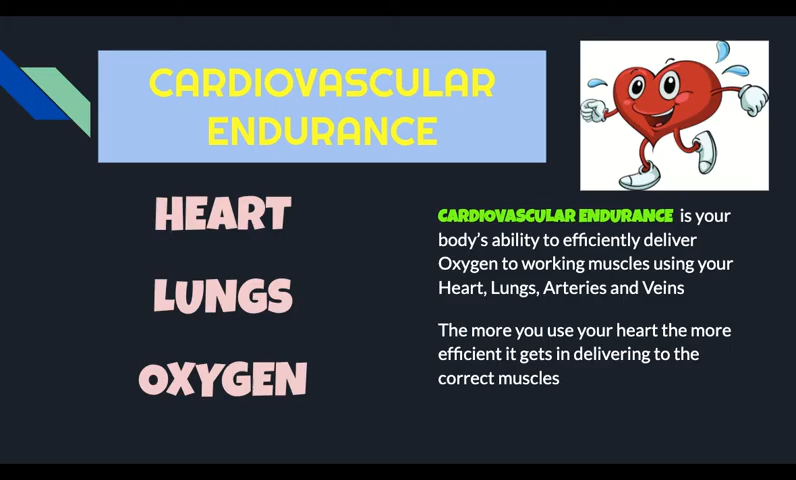 CARDIOVASCULAR
ENDURANCE
HEART
LUNGS
OXYGEN
CARDIOVASCULAR ENDURANCE is your
body's ability to efficiently deliver
Oxygen to working muscles using your
Heart, Lungs, Arteries and Veins
The more you use your heart the more
efficient it gets in delivering to the
correct muscles